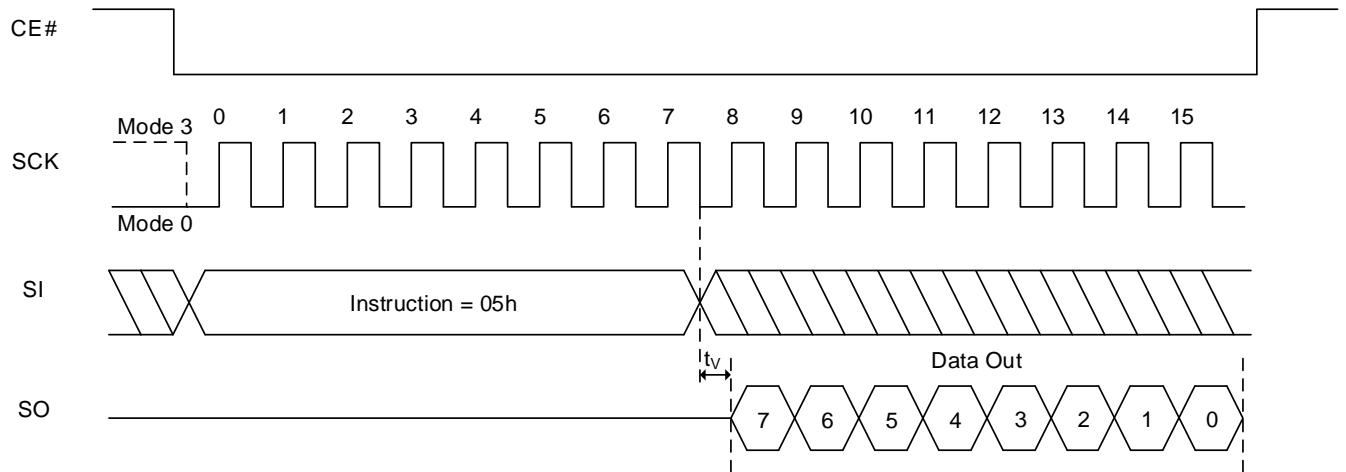 CE#
Mode 3
0 1 2 3 4 5 6 7 8 9 10 11 12 13 14 15
SCK
Mode 0
SI
Instruction = 05h
tV
Data Out
SO
7 6 5 4 3 2 1 0